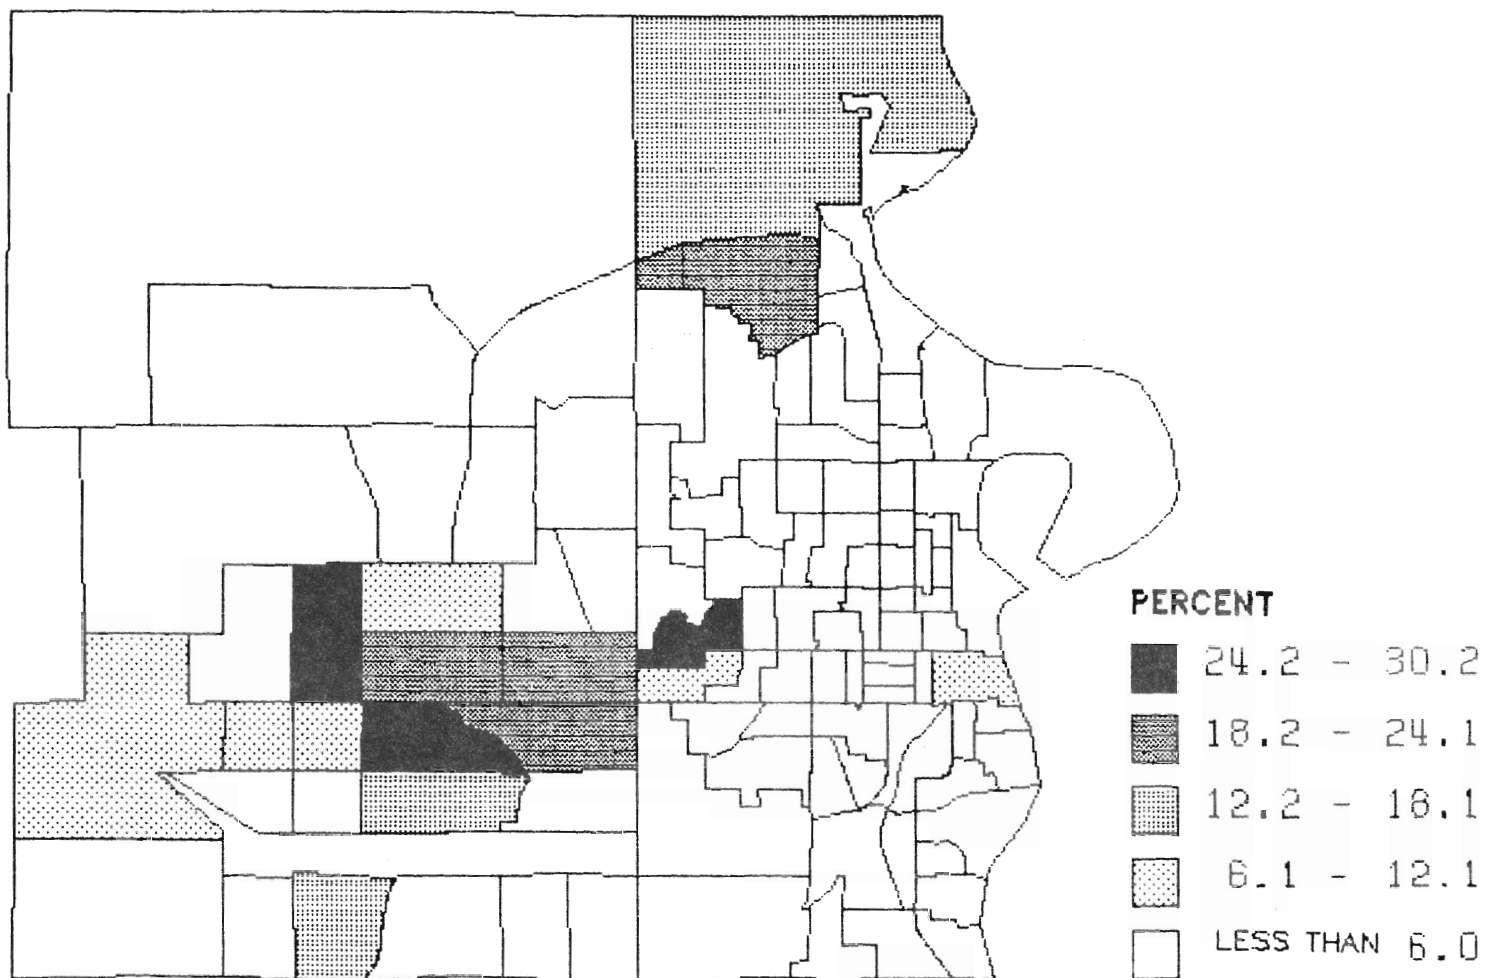 PERCENT
24.2 - 30.2
18.2 - 24.1
12.2 - 18.1
6.1 - 12.1
LESS THAN 6.0